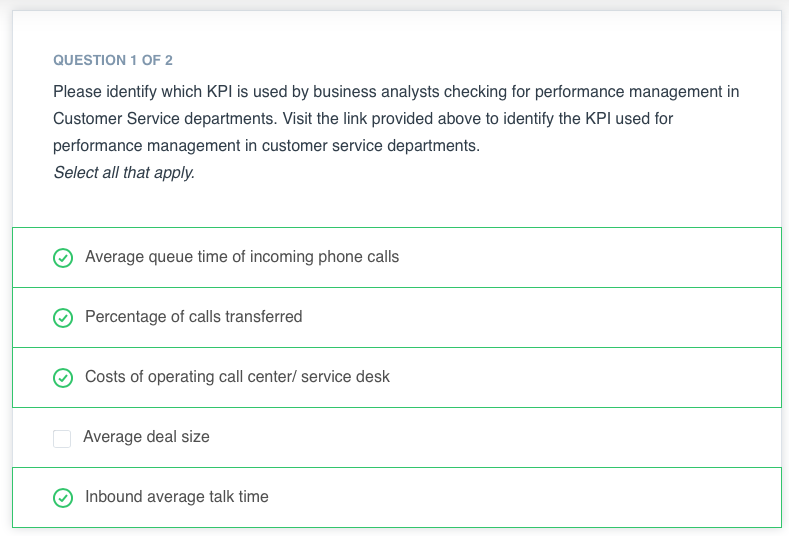 QUESTION 1 OF 2
Please identify which KPI is used by business analysts checking for performance management in
Customer Service departments. Visit the link provided above to identify the KPI used for
performance management in customer service departments.
Select all that apply.
Average queue time of incoming phone calls
Percentage of calls transferred
Costs of operating call center/ service desk
Average deal size
Inbound average talk time